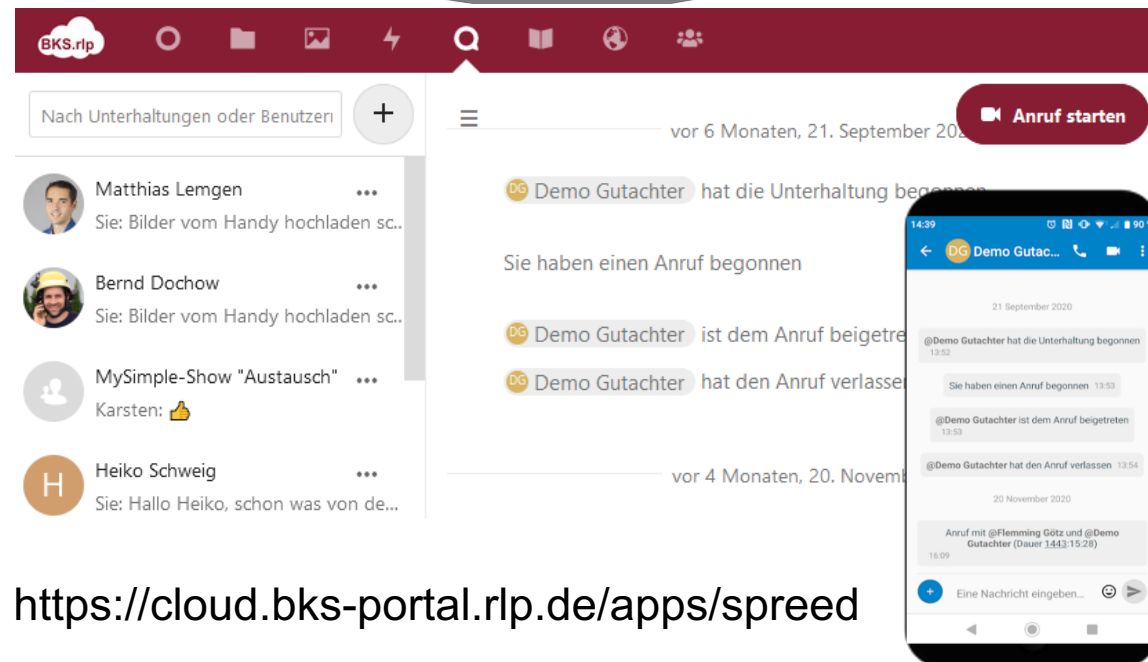 BKS.rlp
Nach Unterhaltungen oder Benutzern
Matthias Lemgen
Sie: Bilder vom Handy hochladen sc..
Bernd Dochow
Sie: Bilder vom Handy hochladen sc..
MySimple-Show "Austausch"
Karsten: 👍
H
Heiko Schweig
Sie: Hallo Heiko, schon was von de...
Anruf starten
vor 6 Monaten, 21. September 202
DG Demo Gutachter hat die Unterhaltung begonnen
Sie haben einen Anruf begonnen
DG Demo Gutachter ist dem Anruf beigetre
DG Demo Gutachter hat den Anruf verlassen
vor 4 Monaten, 20. Novemb
14:39 90%
DG Demo Gutac...
21 September 2020
@Demo Gutachter hat die Unterhaltung begonnen
13:52
Sie haben einen Anruf begonnen 13:53
@Demo Gutachter ist dem Anruf beigetreten
13:53
@Demo Gutachter hat den Anruf verlassen 13:54
20 November 2020
Anruf mit @Flemming Götz und @Demo
Gutachter (Dauer 1443:15:28)
16:09
Eine Nachricht eingeben...
https://cloud.bks-portal.rlp.de/apps/spreed